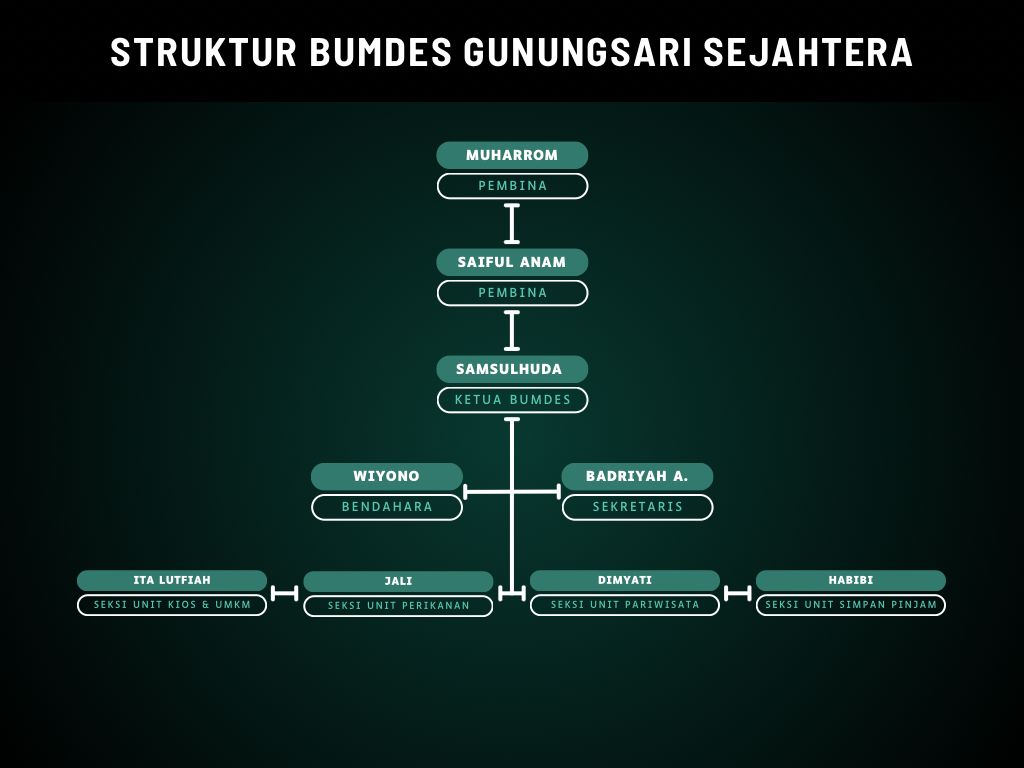 STRUKTUR BUMDES GUNUNGSARI SEJAHTERA
MUHARROM
PEMBINA
SAIFUL ANAM
PEMBINA
SAMSULHUDA
KETUA BUMDES
WIYONO
BENDAHARA
BADRIYAH A.
SEKRETARIS
ITA LUTFIAH
SEKSI UNIT KIOS & UMKM
JALI
SEKSI UNIT PERIKANAN
DIMYATI
SEKSI UNIT PARIWISATA
HABIBI
SEKSI UNIT SIMPAN PINJAM